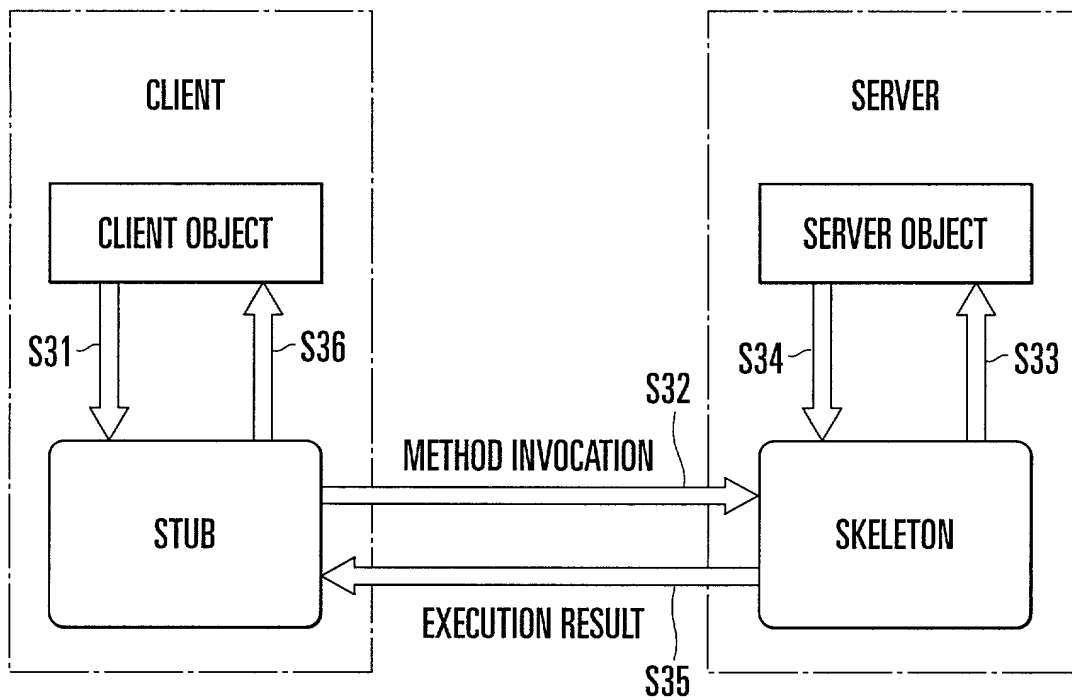 CLIENT
SERVER
CLIENT OBJECT
SERVER OBJECT
S31
S36
S34
S33
S32
METHOD INVOCATION
STUB
SKELETON
EXECUTION RESULT
S35